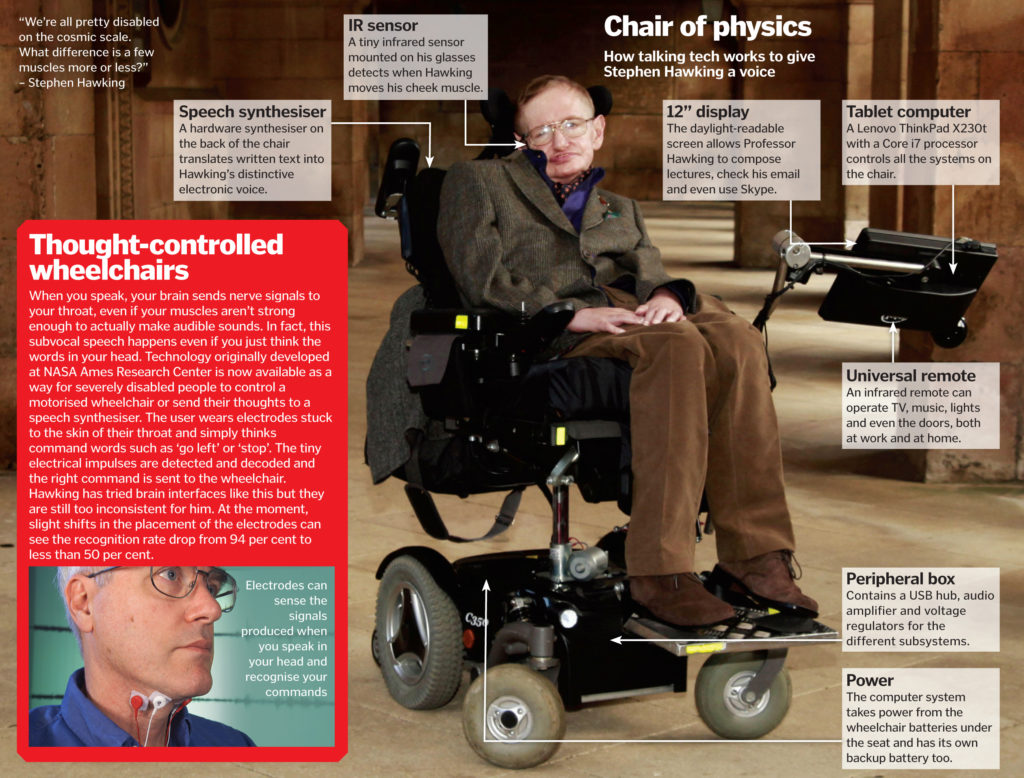 “We’re all pretty disabled
on the cosmic scale.
What difference is a few
muscles more or less?”
– Stephen Hawking
IR sensor
A tiny infrared sensor
mounted on his glasses
detects when Hawking
moves his cheek muscle.
Chair of physics
How talking tech works to give
Stephen Hawking a voice
Speech synthesiser
A hardware synthesiser on
the back of the chair
translates written text into
Hawking’s distinctive
electronic voice.
12” display
The daylight-readable
screen allows Professor
Hawking to compose
lectures, check his email
and even use Skype.
Tablet computer
A Lenovo ThinkPad X230t
with a Core i7 processor
controls all the systems on
the chair.
Thought-controlled
wheelchairs
When you speak, your brain sends nerve signals to
your throat, even if your muscles aren’t strong
enough to actually make audible sounds. In fact, this
subvocal speech happens even if you just think the
words in your head. Technology originally developed
at NASA Ames Research Center is now available as a
way for severely disabled people to control a
motorised wheelchair or send their thoughts to a
speech synthesiser. The user wears electrodes stuck
to the skin of their throat and simply thinks
command words such as ‘go left’ or ‘stop’. The tiny
electrical impulses are detected and decoded and
the right command is sent to the wheelchair.
Hawking has tried brain interfaces like this but they
are still too inconsistent for him. At the moment,
slight shifts in the placement of the electrodes can
see the recognition rate drop from 94 per cent to
less than 50 per cent.
Electrodes can
sense the
signals
produced when
you speak in
your head and
recognise your
commands
Universal remote
An infrared remote can
operate TV, music, lights
and even the doors, both
at work and at home.
C350
Peripheral box
Contains a USB hub, audio
amplifier and voltage
regulators for the
different subsystems.
Power
The computer system
takes power from the
wheelchair batteries under
the seat and has its own
backup battery too.